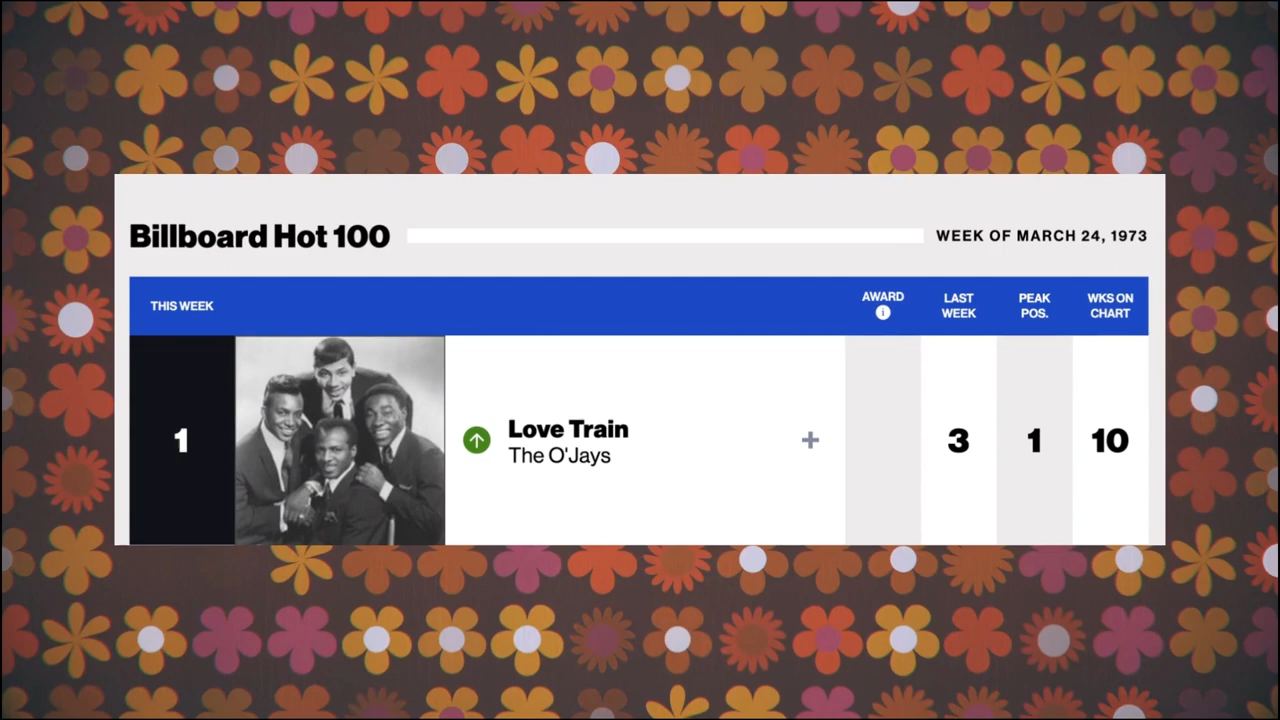 Billboard Hot 100
WEEK OF MARCH 24, 1973
THIS WEEK
AWARD
i
LAST
WEEK
PEAK
POS.
WKS ON
CHART
1
Love Train
The O'Jays
+
3
1
10